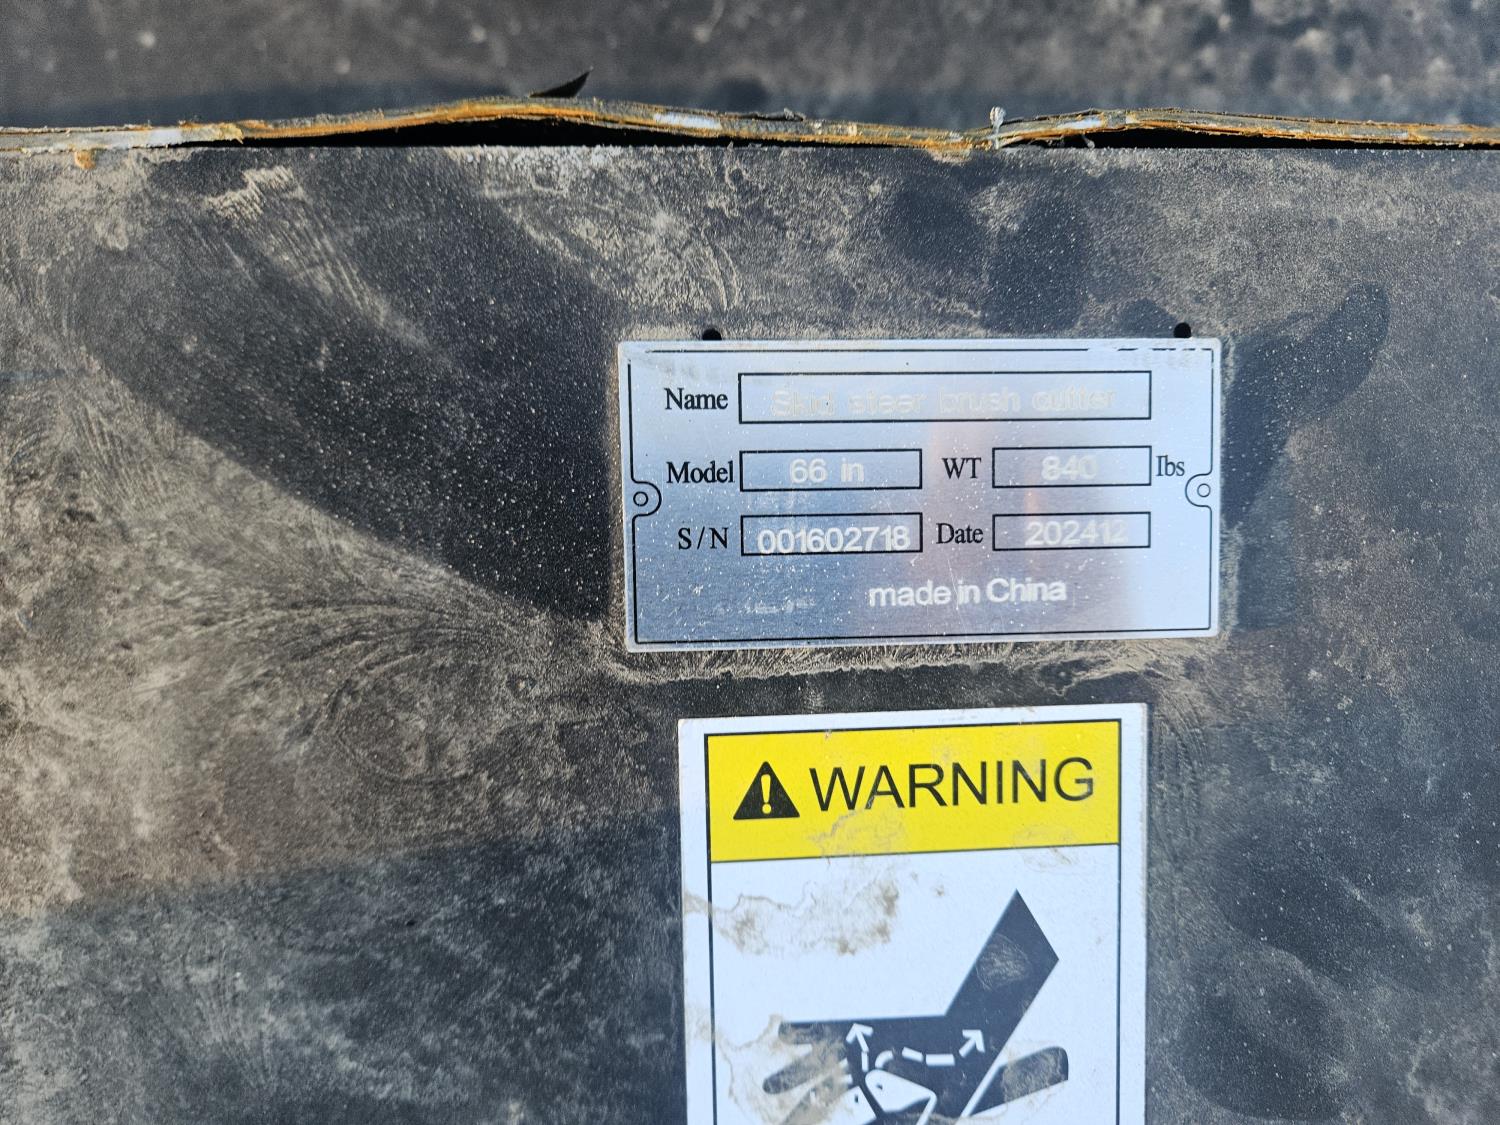 Name Skid steer brush cutter
Model 66 in WT 840 lbs
S/N 001602718 Date 202412
made in China
WARNING